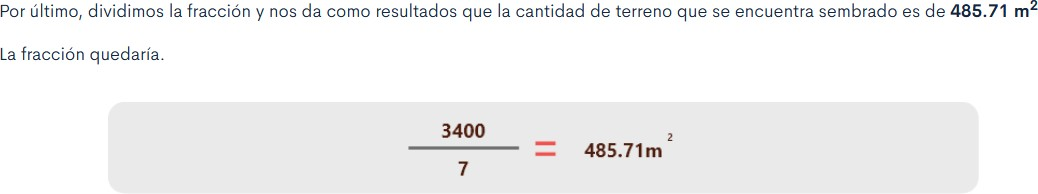 Por último, dividimos la fracción y nos da como resultados que la cantidad de terreno que se encuentra sembrado es de 485.71 m²
La fracción quedaría.
3400
7
= 485.71m²